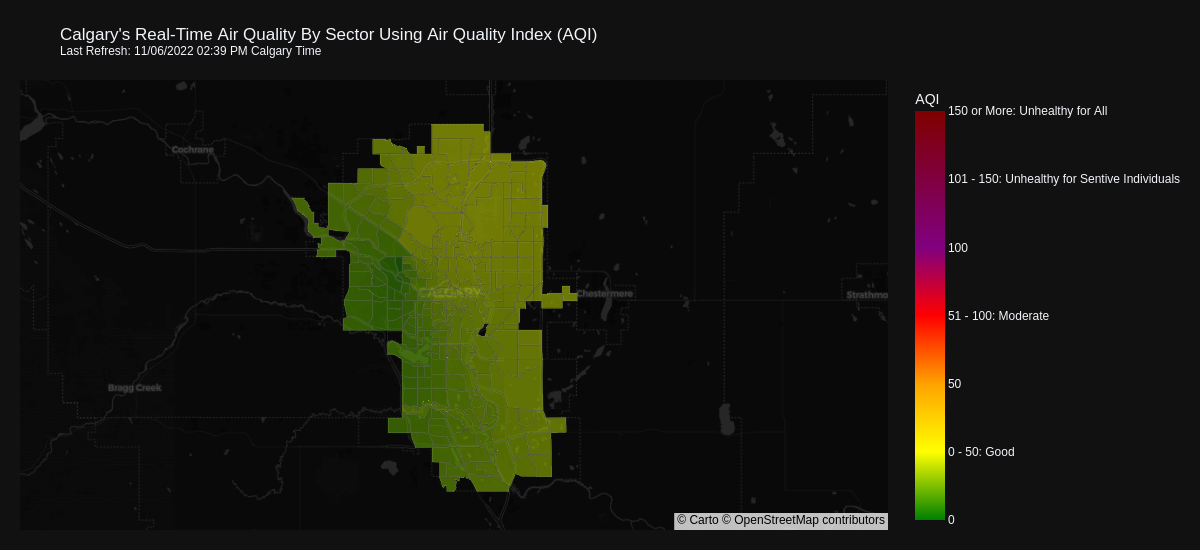 Calgary's Real-Time Air Quality By Sector Using Air Quality Index (AQI)
Last Refresh: 11/06/2022 02:39 PM Calgary Time
AQI
150 or More: Unhealthy for All
101 - 150: Unhealthy for Sentive Individuals
100
51 - 100: Moderate
50
0 - 50: Good
0
Cochrane
CALGARY
Chestermere
Strathmo
Bragg Creek
© Carto © OpenStreetMap contributors